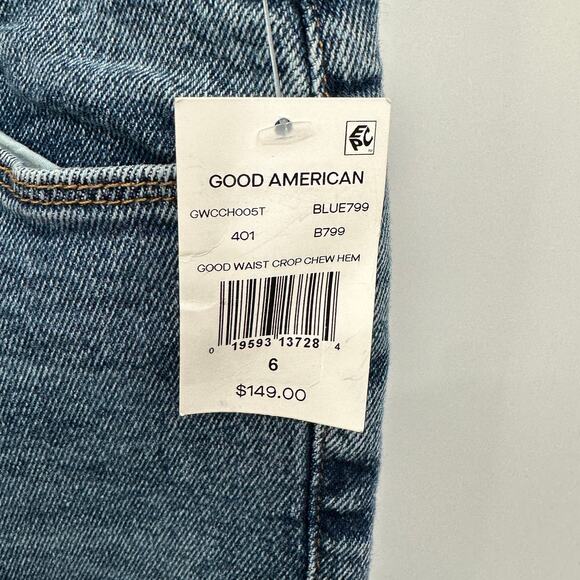 EPC
GOOD AMERICAN
GWCCH005T BLUE799
401 B799
GOOD WAIST CROP CHEW HEM
0 19593 13728 4
6
$149.00